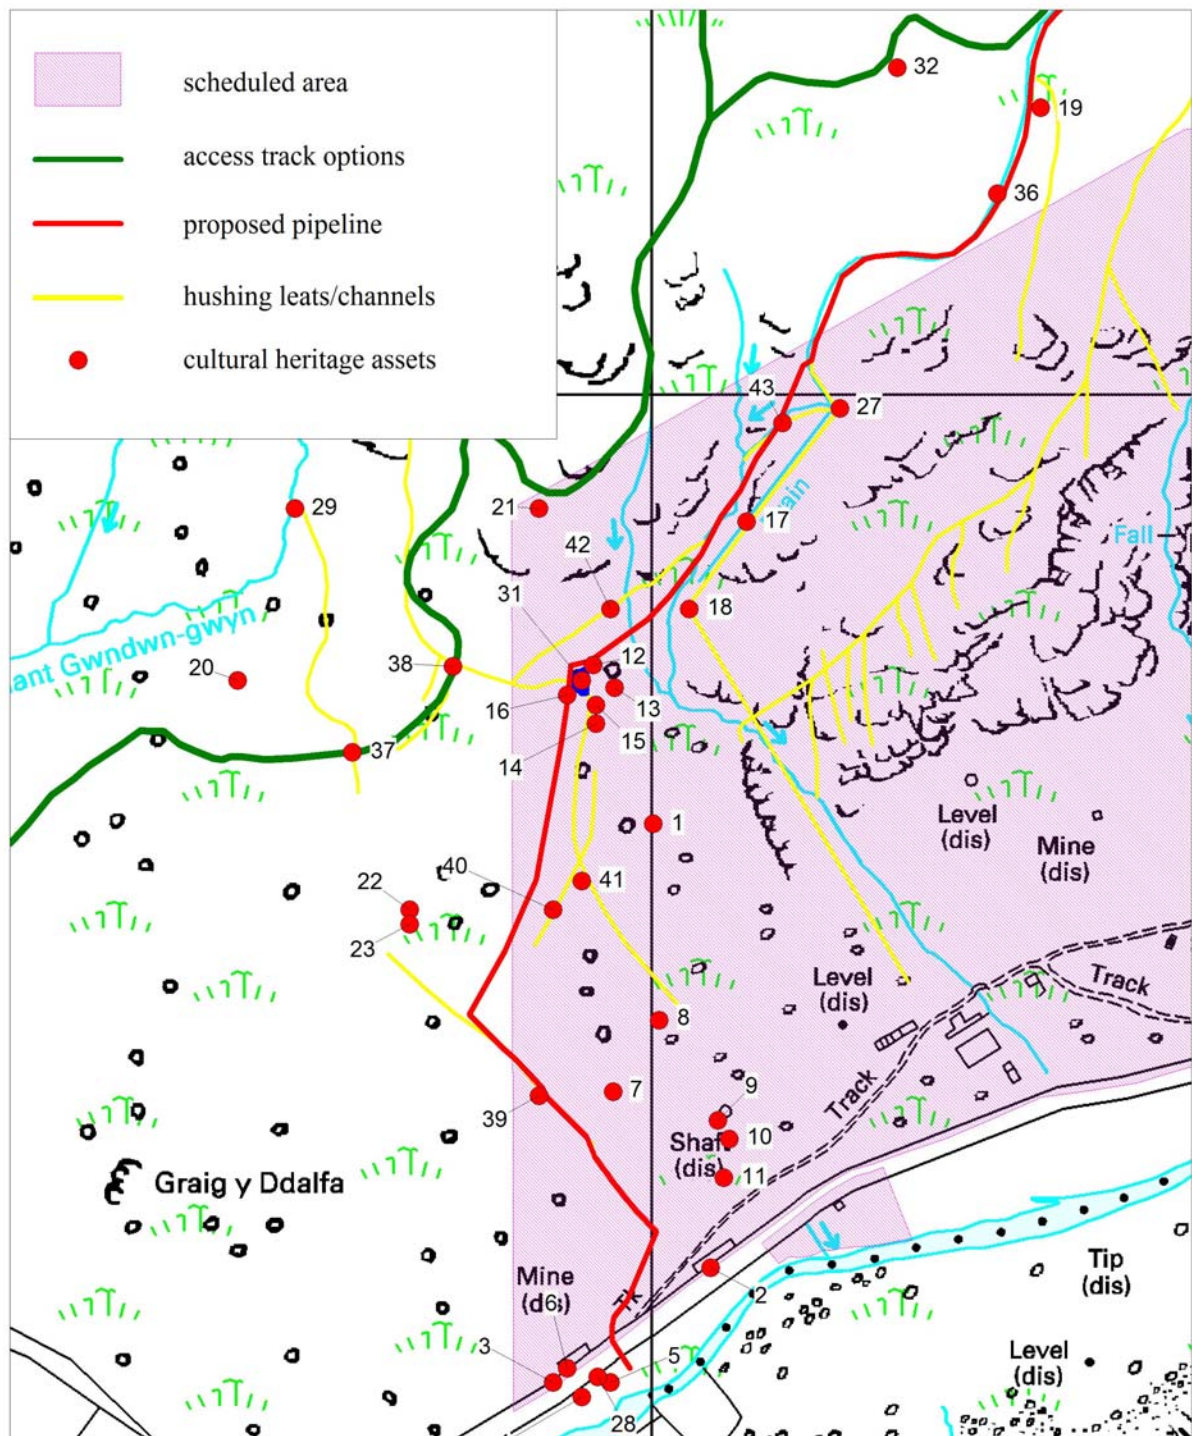 scheduled area
access track options
proposed pipeline
hushing leats/channels
cultural heritage assets
32
19
36
43
27
29
21
17
42
Fall
31
18
ant Gwndwn-gwyn
12
38
20
16
13
15
37
14
Level
(dis)
Mine
(dis)
1
40
41
22
23
Level
(dis)
Track
8
7
9
Track
39
10
Shaft
(dis)
11
Graig y Ddalfa
Mine
(dis)
6
Tk
2
Tip
(dis)
3
5
Level
(dis)
28